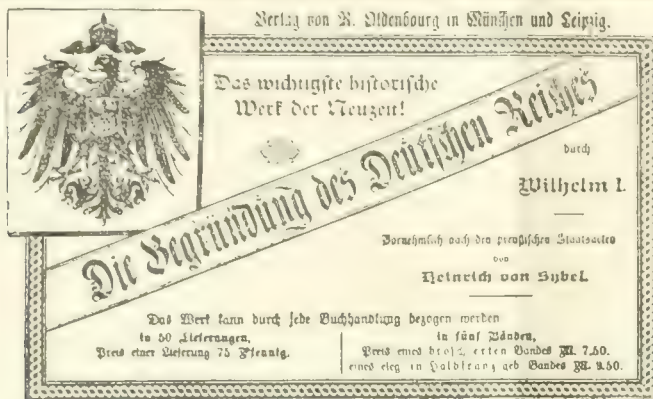 Verlag von R. Oldenbourg in München und Leipzig.
Das wichtigste historische
Werk der Neuzeit!
Die Begründung des Deutschen Reiches
durch
Wilhelm I.
Vornehmlich nach den preußischen Staatsacten
von
Heinrich von Sybel.
Das Werk kann durch jede Buchhandlung bezogen werden
in 50 Lieferungen,
Preis einer Lieferung 75 Pfennig.
in fünf Bänden,
Preis eines broschierten Bandes M. 7.50.
eines eleg in Halbfranz geb Bandes M. 9.50.